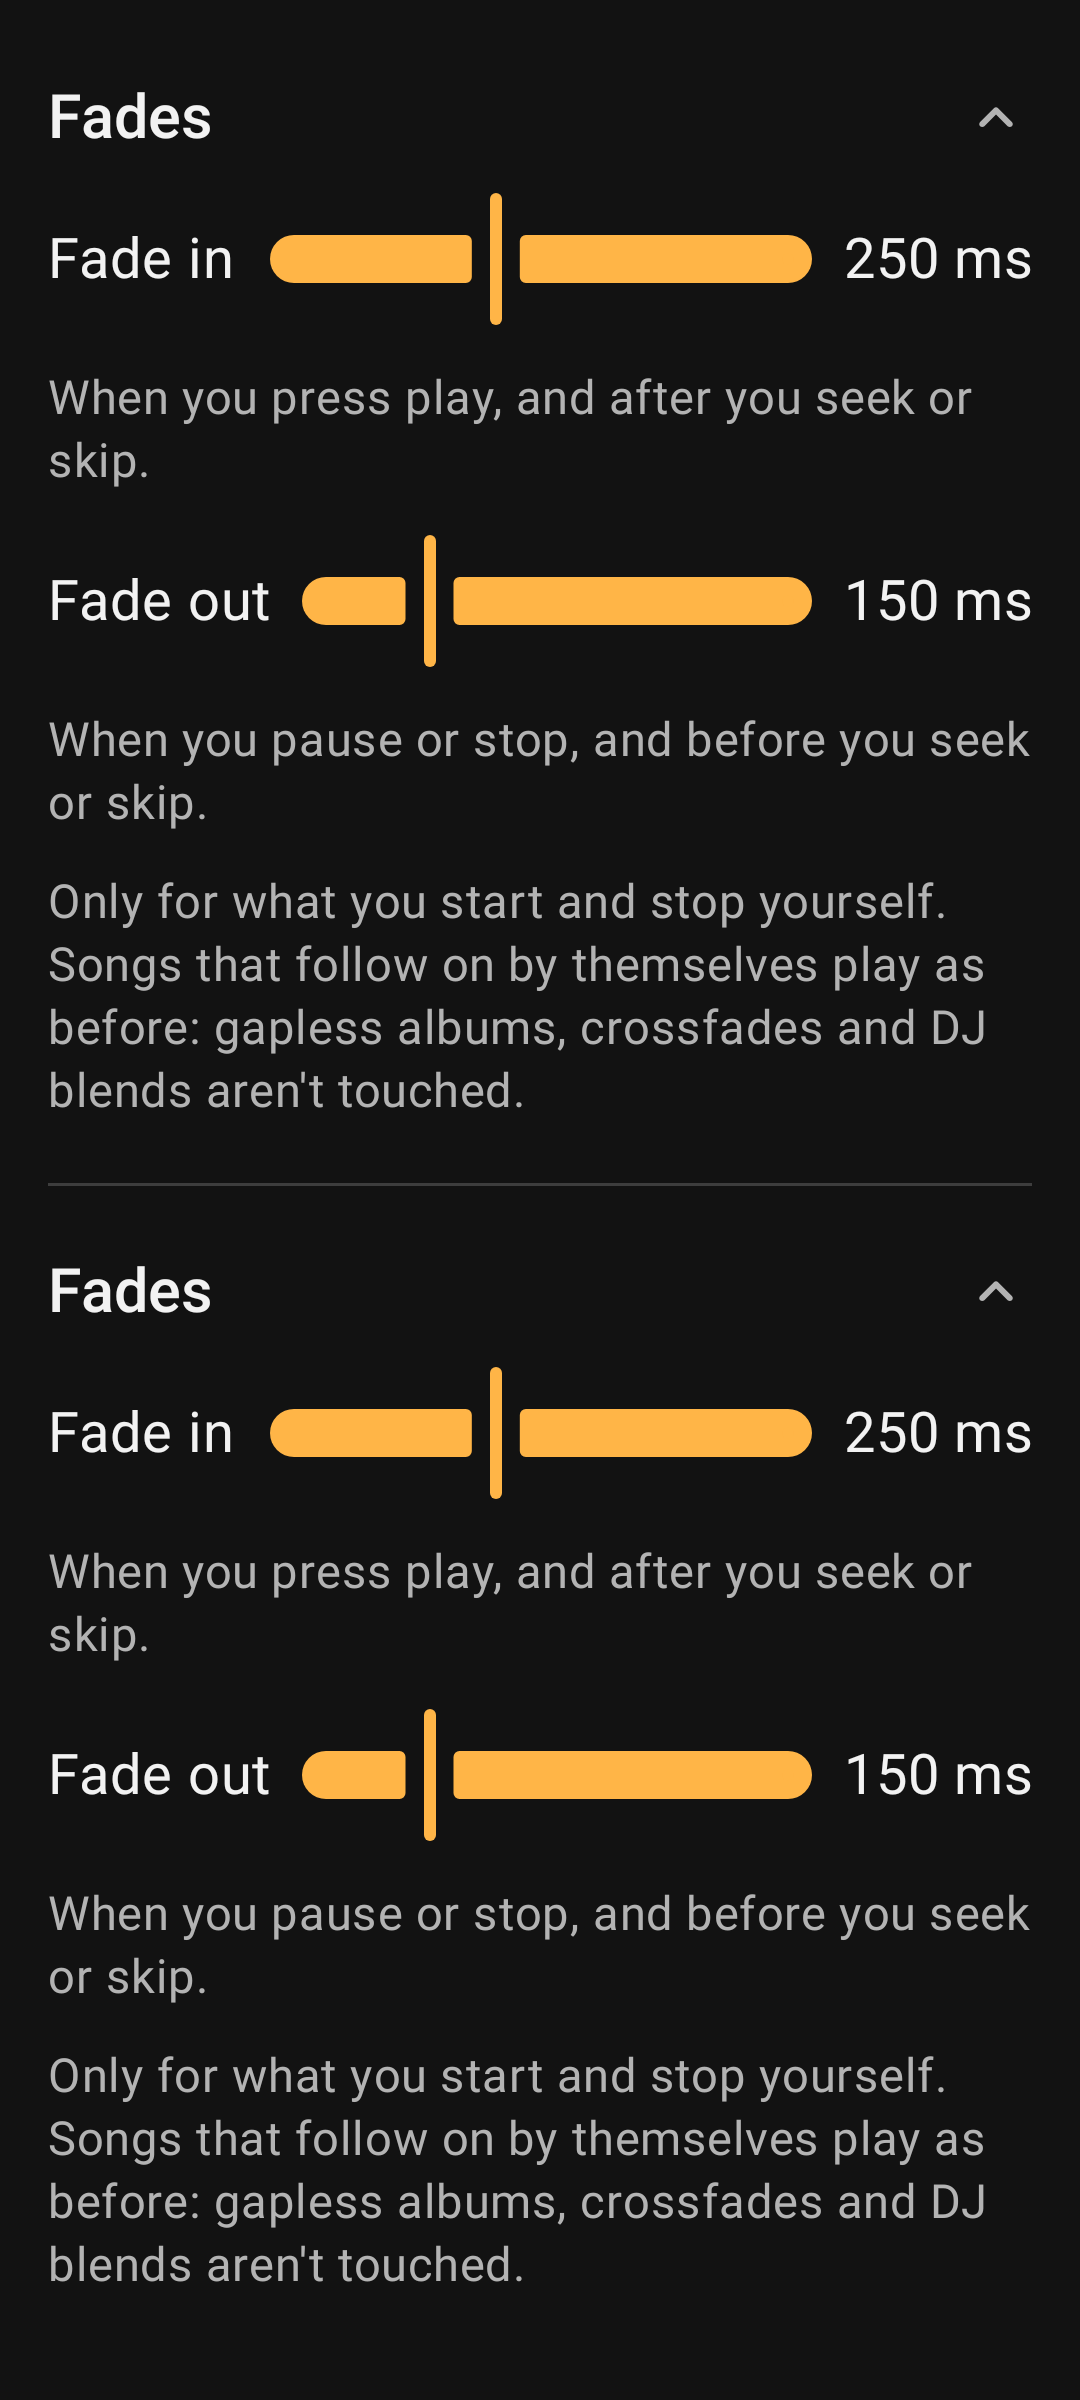 Fades
Fade in 250 ms
When you press play, and after you seek or
skip.
Fade out 150 ms
When you pause or stop, and before you seek
or skip.
Only for what you start and stop yourself.
Songs that follow on by themselves play as
before: gapless albums, crossfades and DJ
blends aren't touched.
Fades
Fade in 250 ms
When you press play, and after you seek or
skip.
Fade out 150 ms
When you pause or stop, and before you seek
or skip.
Only for what you start and stop yourself.
Songs that follow on by themselves play as
before: gapless albums, crossfades and DJ
blends aren't touched.